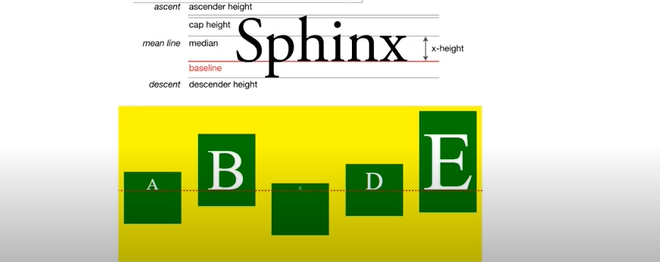 ascent ascender height
cap height
mean line median
Sphinx
x-height
baseline
descent descender height
A B c D E